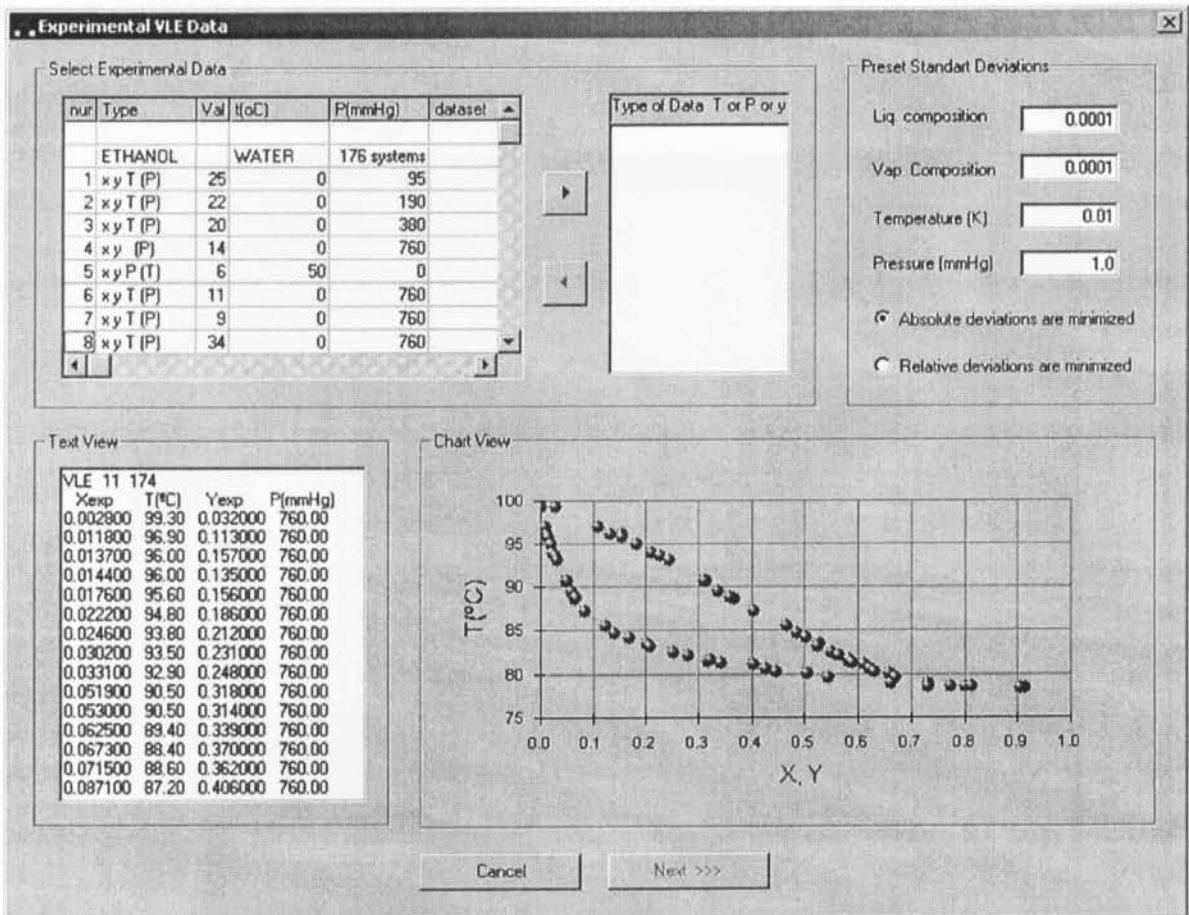 Experimental VLE Data
Select Experimental Data
nur Type Val t(oC) P(mmHg) dataset
ETHANOL WATER 176 systems
1 x y T (P) 25 0 95
2 x y T (P) 22 0 190
3 x y T (P) 20 0 380
4 x y (P) 14 0 760
5 x y P (T) 6 50 0
6 x y T (P) 11 0 760
7 x y T (P) 9 0 760
8 x y T (P) 34 0 760
Type of Data T or P or y
Preset Standart Deviations
Liq. composition 0.0001
Vap. Composition 0.0001
Temperature (K) 0.01
Pressure (mmHg) 1.0
Absolute deviations are minimized
Relative deviations are minimized
Text View
VLE 11 174
Xexp T(ºC) Yexp P(mmHg)
0.002800 99.30 0.032000 760.00
0.011800 96.90 0.113000 760.00
0.013700 96.00 0.157000 760.00
0.014400 96.00 0.135000 760.00
0.017600 95.60 0.156000 760.00
0.022200 94.80 0.186000 760.00
0.024600 93.80 0.212000 760.00
0.030200 93.50 0.231000 760.00
0.033100 92.90 0.248000 760.00
0.051900 90.50 0.318000 760.00
0.053000 90.50 0.314000 760.00
0.062500 89.40 0.339000 760.00
0.067300 88.40 0.370000 760.00
0.071500 88.60 0.362000 760.00
0.087100 87.20 0.406000 760.00
Chart View
100
95
90
85
80
75
T(ºC)
0.0 0.1 0.2 0.3 0.4 0.5 0.6 0.7 0.8 0.9 1.0
X, Y
Cancel
Next >>>